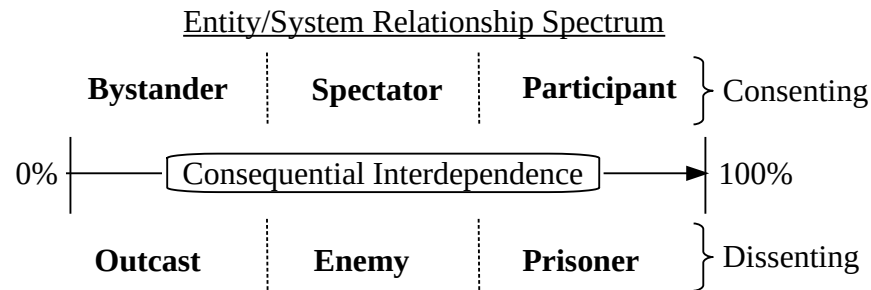 Entity/System Relationship Spectrum
Bystander Spectator Participant Consenting
0% Consequential Interdependence 100%
Outcast Enemy Prisoner Dissenting